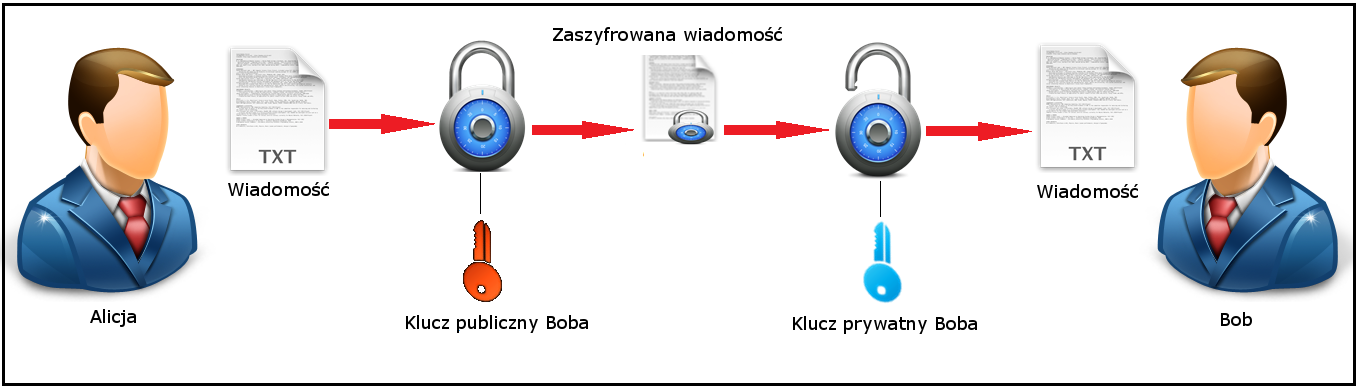 Zaszyfrowana wiadomość
TXT
TXT
Wiadomość
Wiadomość
Alicja
Klucz publiczny Boba
Klucz prywatny Boba
Bob